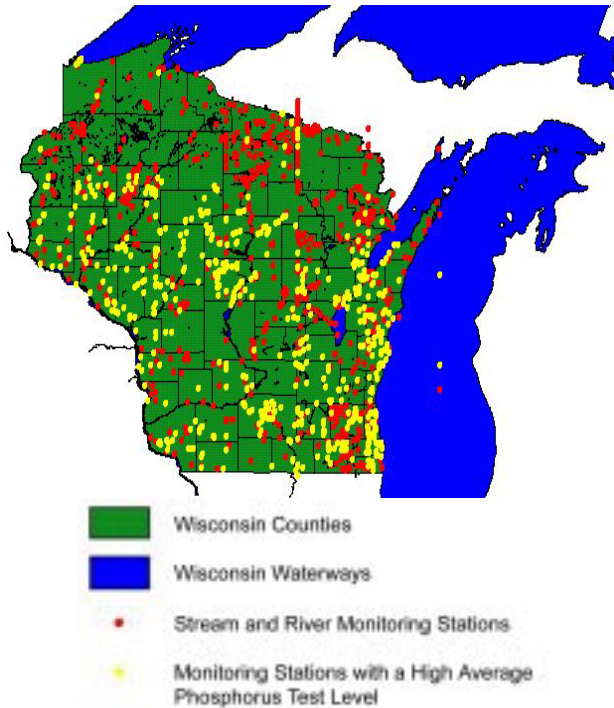 Wisconsin Counties
Wisconsin Waterways
Stream and River Monitoring Stations
Monitoring Stations with a High Average
Phosphorus Test Level